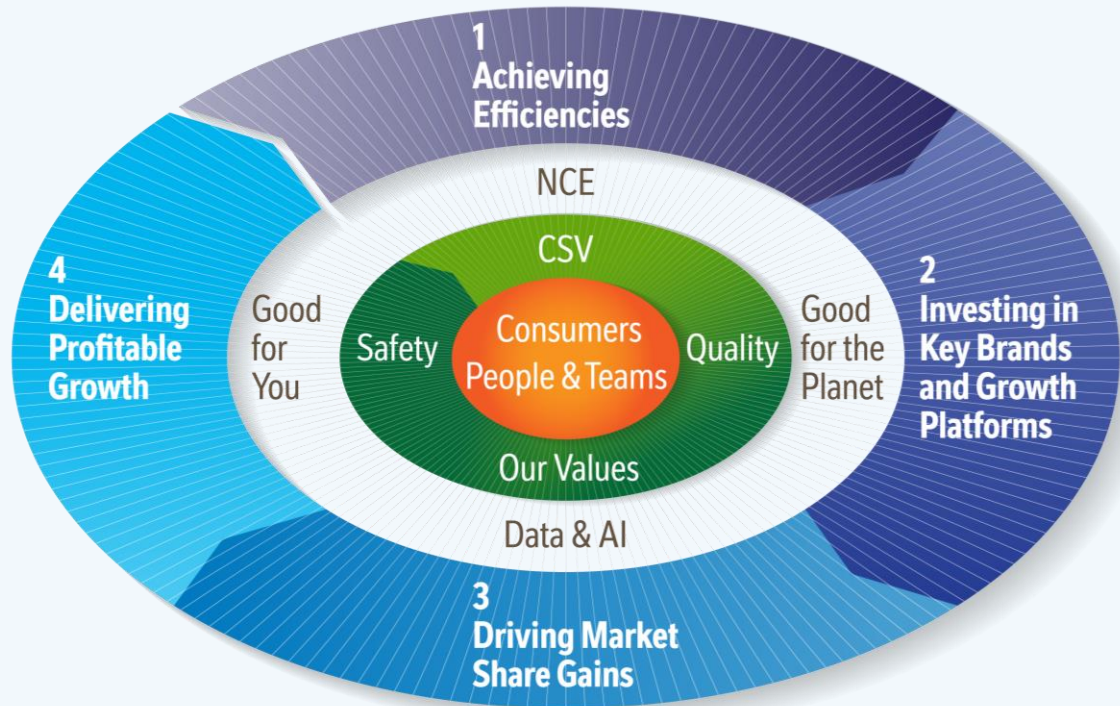 1
Achieving
Efficiencies
NCE
CSV
4
Delivering
Profitable
Growth
Good
for
You
Safety
Consumers
People & Teams
Quality
Good
for the
Planet
2
Investing in
Key Brands
and Growth
Platforms
Our Values
Data & AI
3
Driving Market
Share Gains